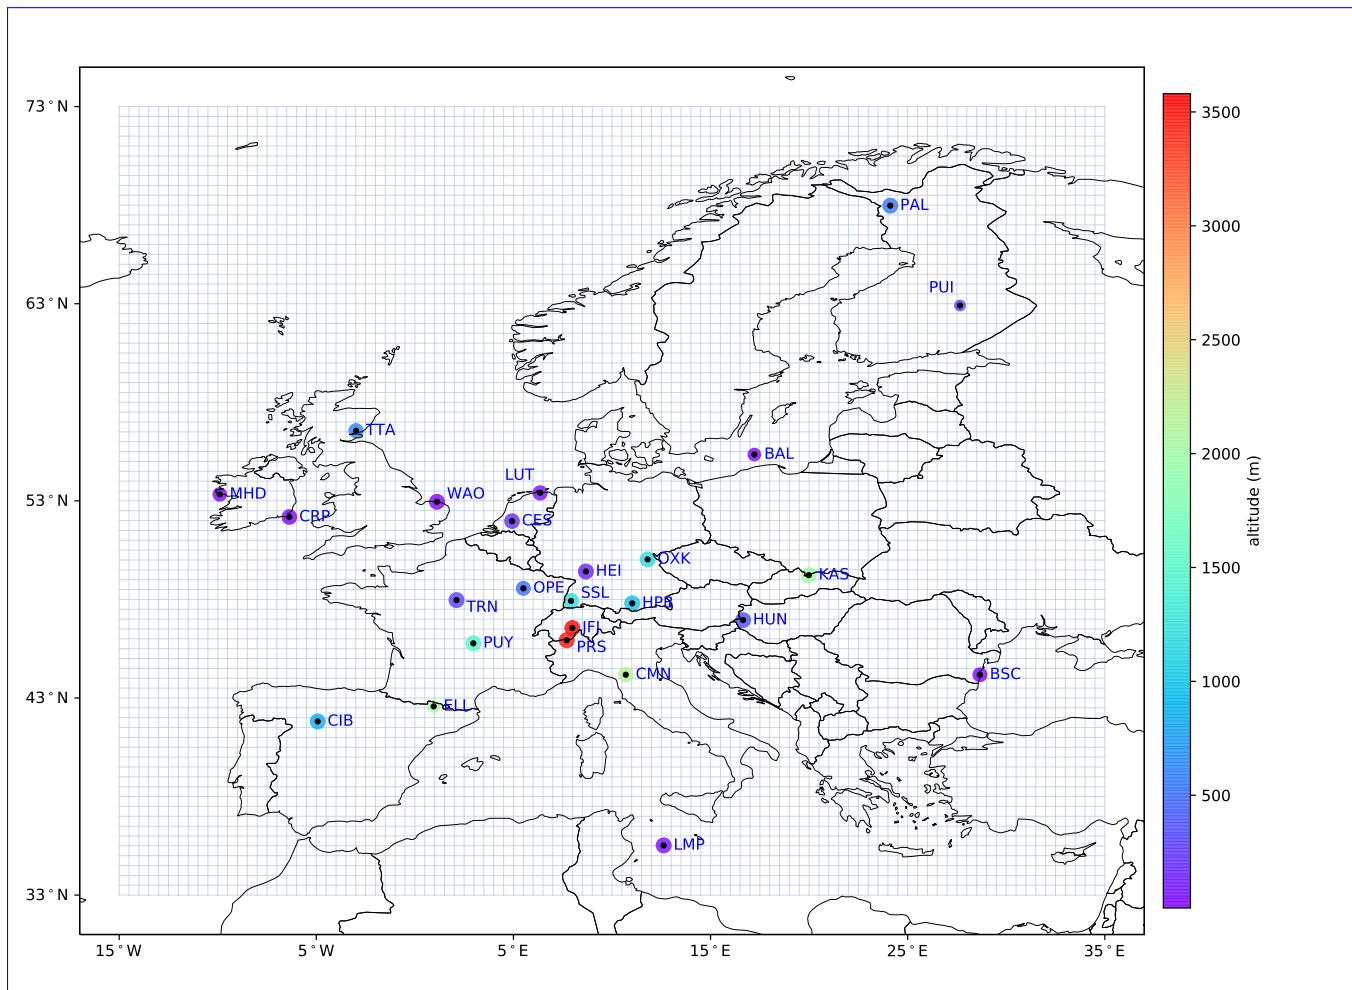 73°N
63°N
53°N
43°N
33°N
15°W
5°W
5°E
15°E
25°E
35°E
PAL
PUI
TTA
BAL
LUT
MHD
WAO
CRP
CES
OXK
HEI
KAS
OPE
SSL
HPB
TRN
HUN
JFJ
PUY
PRS
CMN
BSC
ELL
CIB
LMP
3500
3000
2500
2000
1500
1000
500
altitude (m)